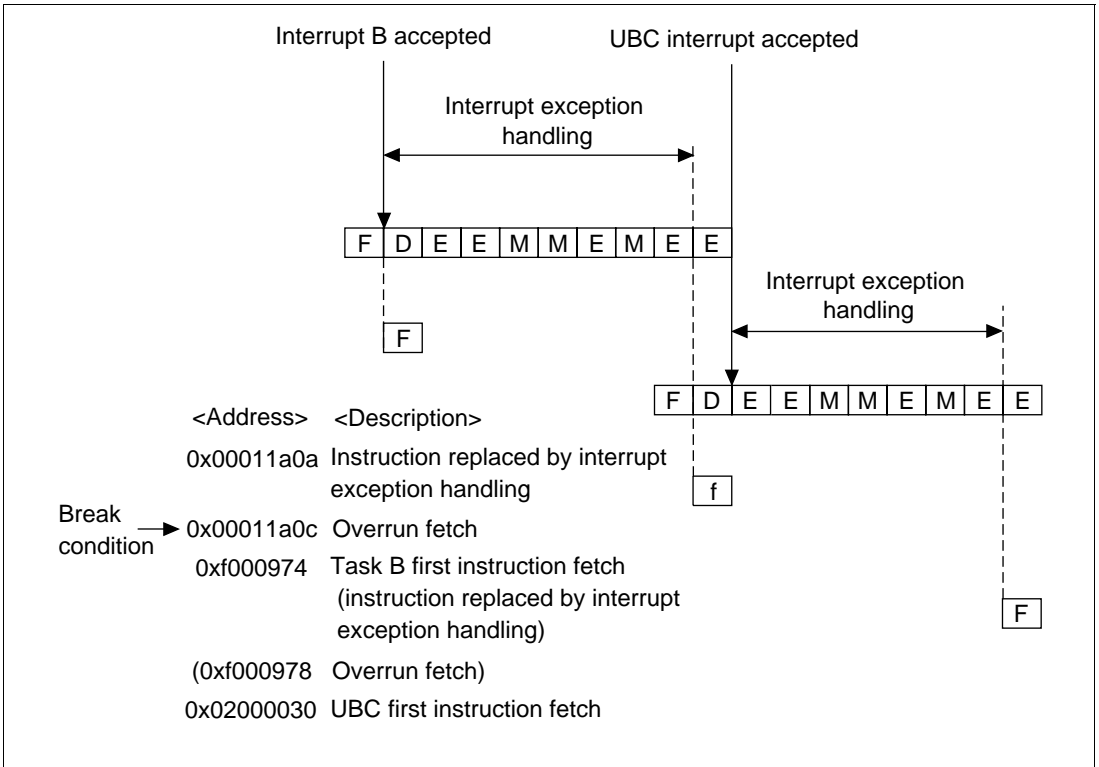 Interrupt B accepted
UBC interrupt accepted
Interrupt exception
handling
F D E E M M E M E E
Interrupt exception
handling
F
F D E E M M E M E E
<Address> <Description>
0x00011a0a Instruction replaced by interrupt
exception handling
f
Break
condition
0x00011a0c Overrun fetch
0xf000974 Task B first instruction fetch
(instruction replaced by interrupt
exception handling)
F
(0xf000978 Overrun fetch)
0x02000030 UBC first instruction fetch